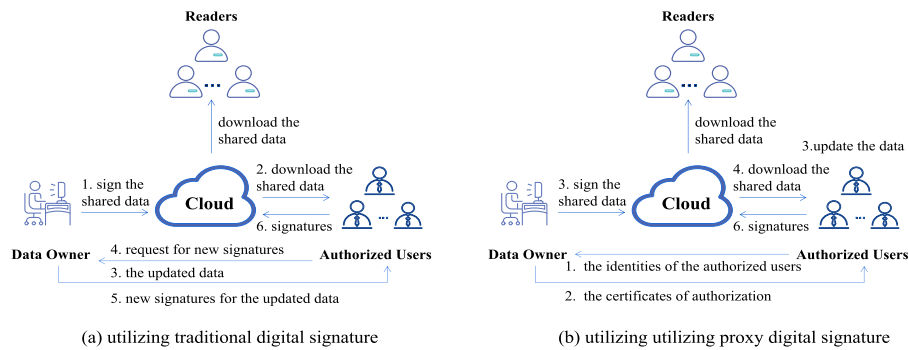 Readers
download the
shared data
1. sign the
shared data
Cloud
2. download the
shared data
6. signatures
4. request for new signatures
Data Owner
Authorized Users
3. the updated data
5. new signatures for the updated data
(a) utilizing traditional digital signature
Readers
download the
shared data
3.update the data
3. sign the
shared data
Cloud
4. download the
shared data
6. signatures
Data Owner
Authorized Users
1. the identities of the authorized users
2. the certificates of authorization
(b) utilizing utilizing proxy digital signature